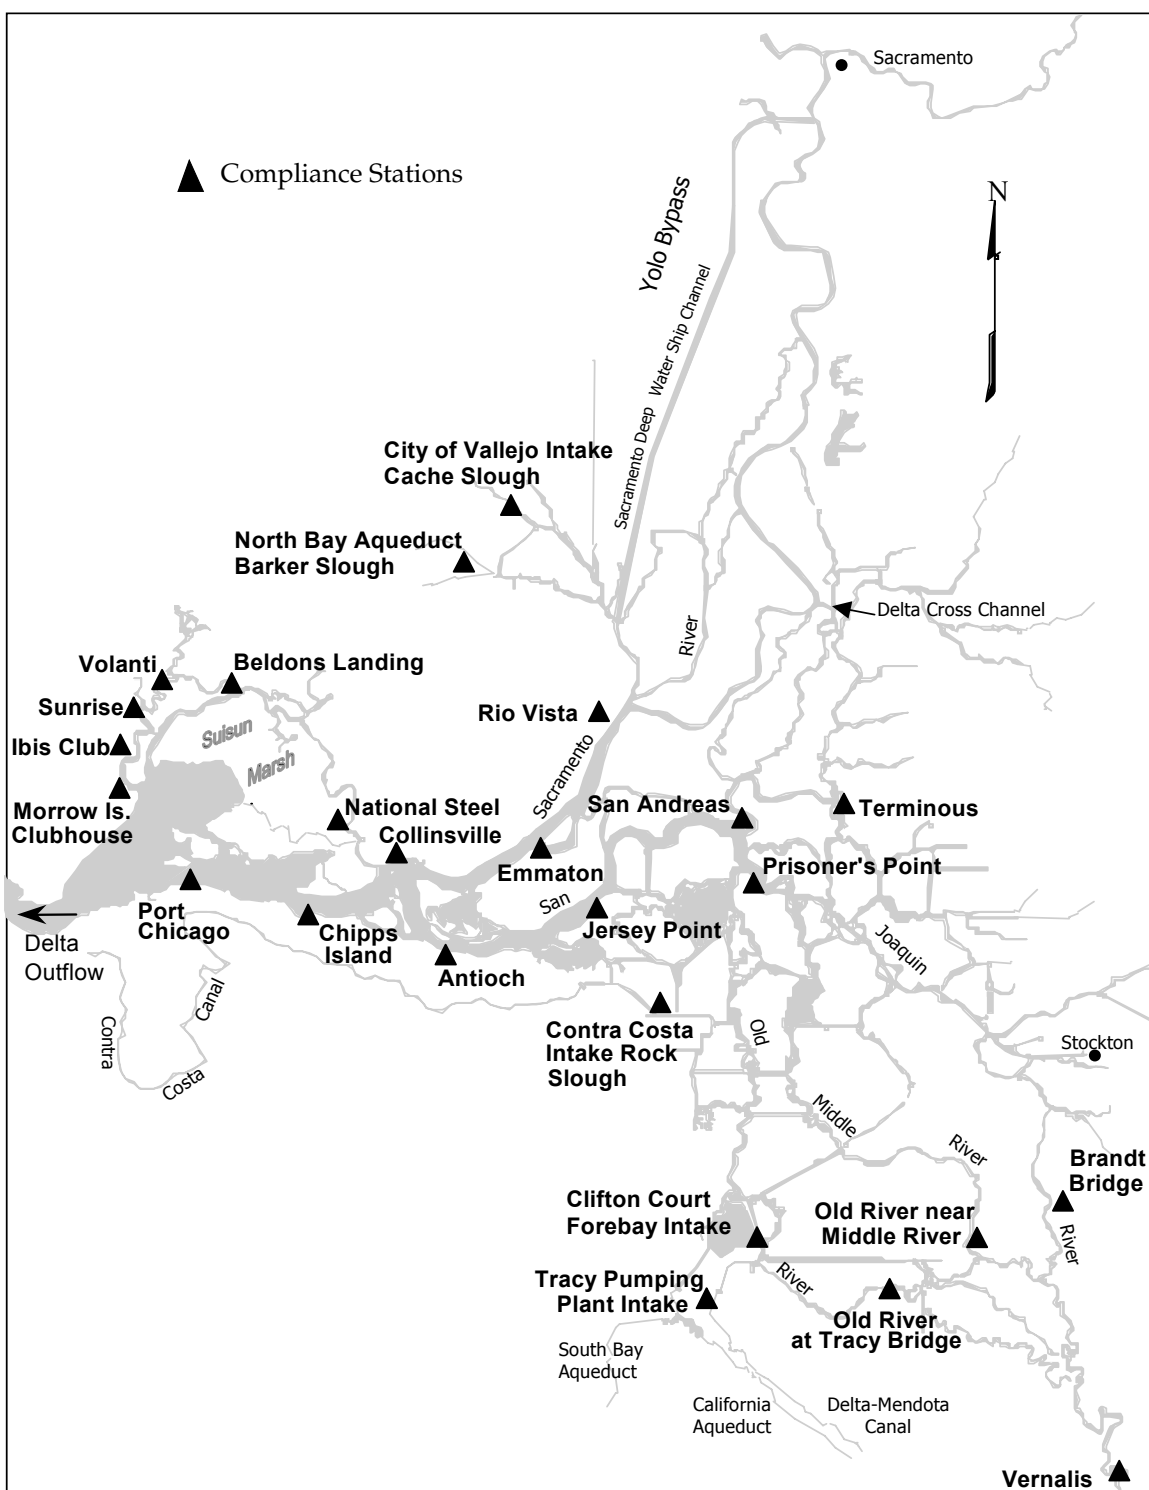 Sacramento
Compliance Stations
N
Yolo Bypass
Sacramento Deep Water Ship Channel
City of Vallejo Intake
Cache Slough
North Bay Aqueduct
Barker Slough
Delta Cross Channel
River
Volanti
Beldons Landing
Sunrise
Rio Vista
Ibis Club
Suisun
Marsh
Sacramento
Morrow Is.
Clubhouse
National Steel
Collinsville
San Andreas
Terminous
Emmaton
Prisoner's Point
San
Port
Chicago
Chipps
Island
Jersey Point
Delta
Outflow
Antioch
Joaquin
Canal
Contra
Costa
Contra Costa
Intake Rock
Slough
Old
Stockton
Middle
River
Brandt
Bridge
Clifton Court
Forebay Intake
Old River near
Middle River
River
Tracy Pumping
Plant Intake
River
Old River
at Tracy Bridge
South Bay
Aqueduct
California
Aqueduct
Delta-Mendota
Canal
Vernalis